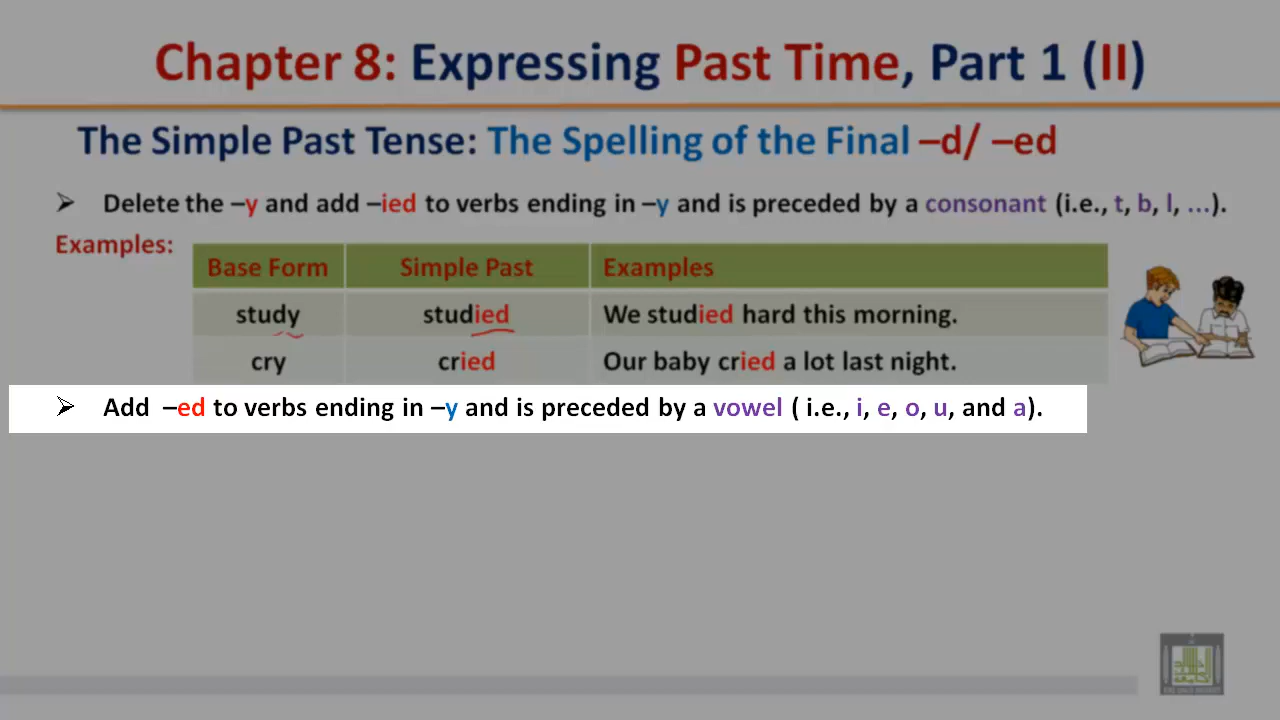 Chapter 8: Expressing Past Time, Part 1 (II)
The Simple Past Tense: The Spelling of the Final –d/ –ed
➢ Delete the –y and add –ied to verbs ending in –y and is preceded by a consonant (i.e., t, b, l, ...).
Examples:
Base Form Simple Past Examples
study studied We studied hard this morning.
cry cried Our baby cried a lot last night.
➢ Add –ed to verbs ending in –y and is preceded by a vowel ( i.e., i, e, o, u, and a).